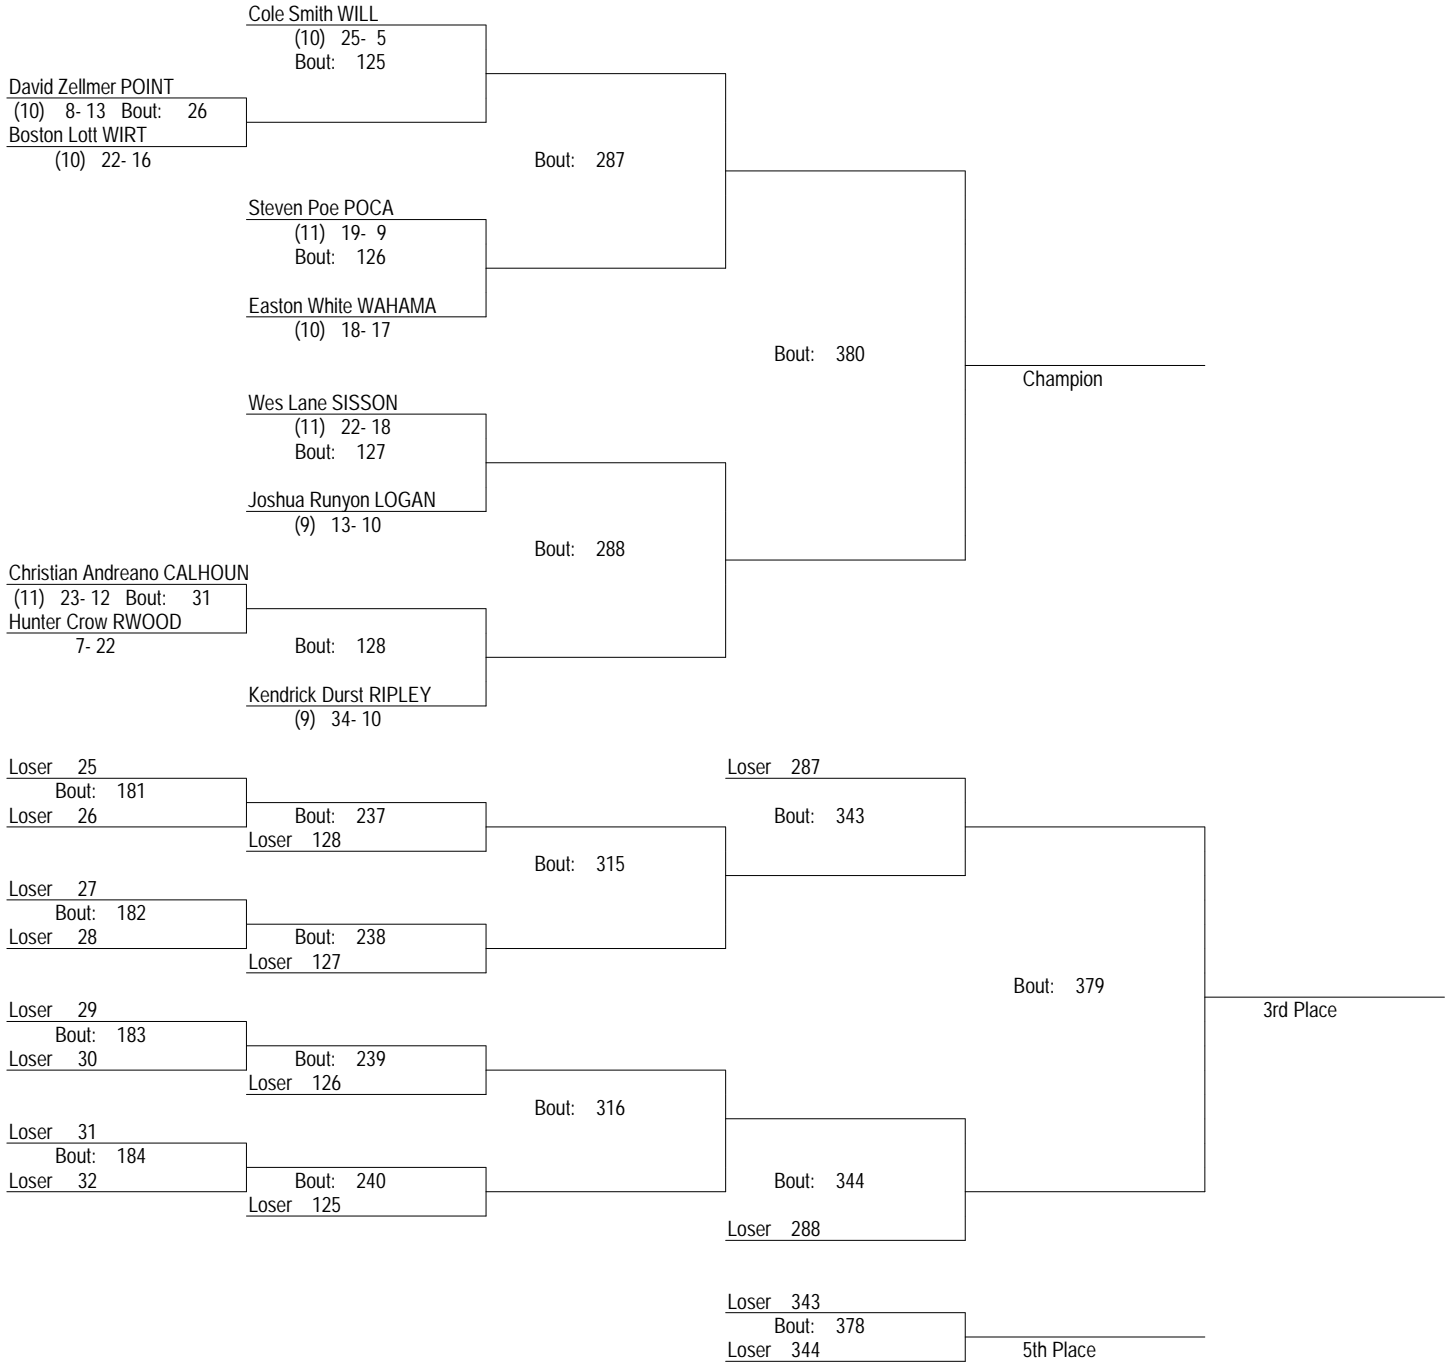 Cole Smith WILL
(10) 25- 5
Bout: 125
David Zellmer POINT
(10) 8- 13 Bout: 26
Boston Lott WIRT
(10) 22- 16
Bout: 287
Steven Poe POCA
(11) 19- 9
Bout: 126
Easton White WAHAMA
(10) 18- 17
Bout: 380
Champion
Wes Lane SISSON
(11) 22- 18
Bout: 127
Joshua Runyon LOGAN
(9) 13- 10
Bout: 288
Christian Andreano CALHOUN
(11) 23- 12 Bout: 31
Hunter Crow RWOOD
7- 22
Bout: 128
Kendrick Durst RIPLEY
(9) 34- 10
Loser 25
Bout: 181
Loser 26
Bout: 237
Loser 128
Bout: 315
Loser 287
Bout: 343
Loser 27
Bout: 182
Loser 28
Bout: 238
Loser 127
Bout: 379
3rd Place
Loser 29
Bout: 183
Loser 30
Bout: 239
Loser 126
Bout: 316
Loser 31
Bout: 184
Loser 32
Bout: 240
Loser 125
Bout: 344
Loser 288
Loser 343
Bout: 378
Loser 344
5th Place